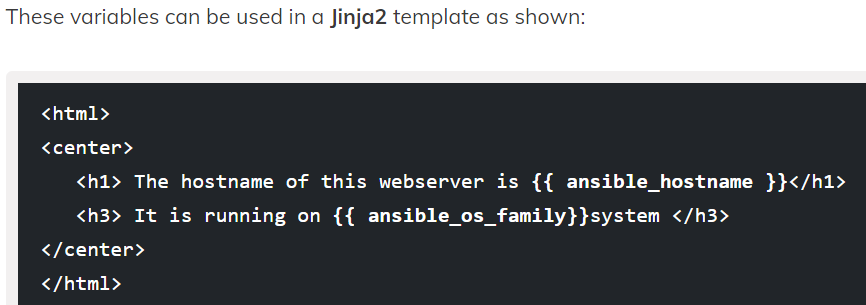 These variables can be used in a Jinja2 template as shown:
<html>
<center>
<h1> The hostname of this webserver is {{ ansible_hostname }}</h1>
<h3> It is running on {{ ansible_os_family}}system </h3>
</center>
</html>